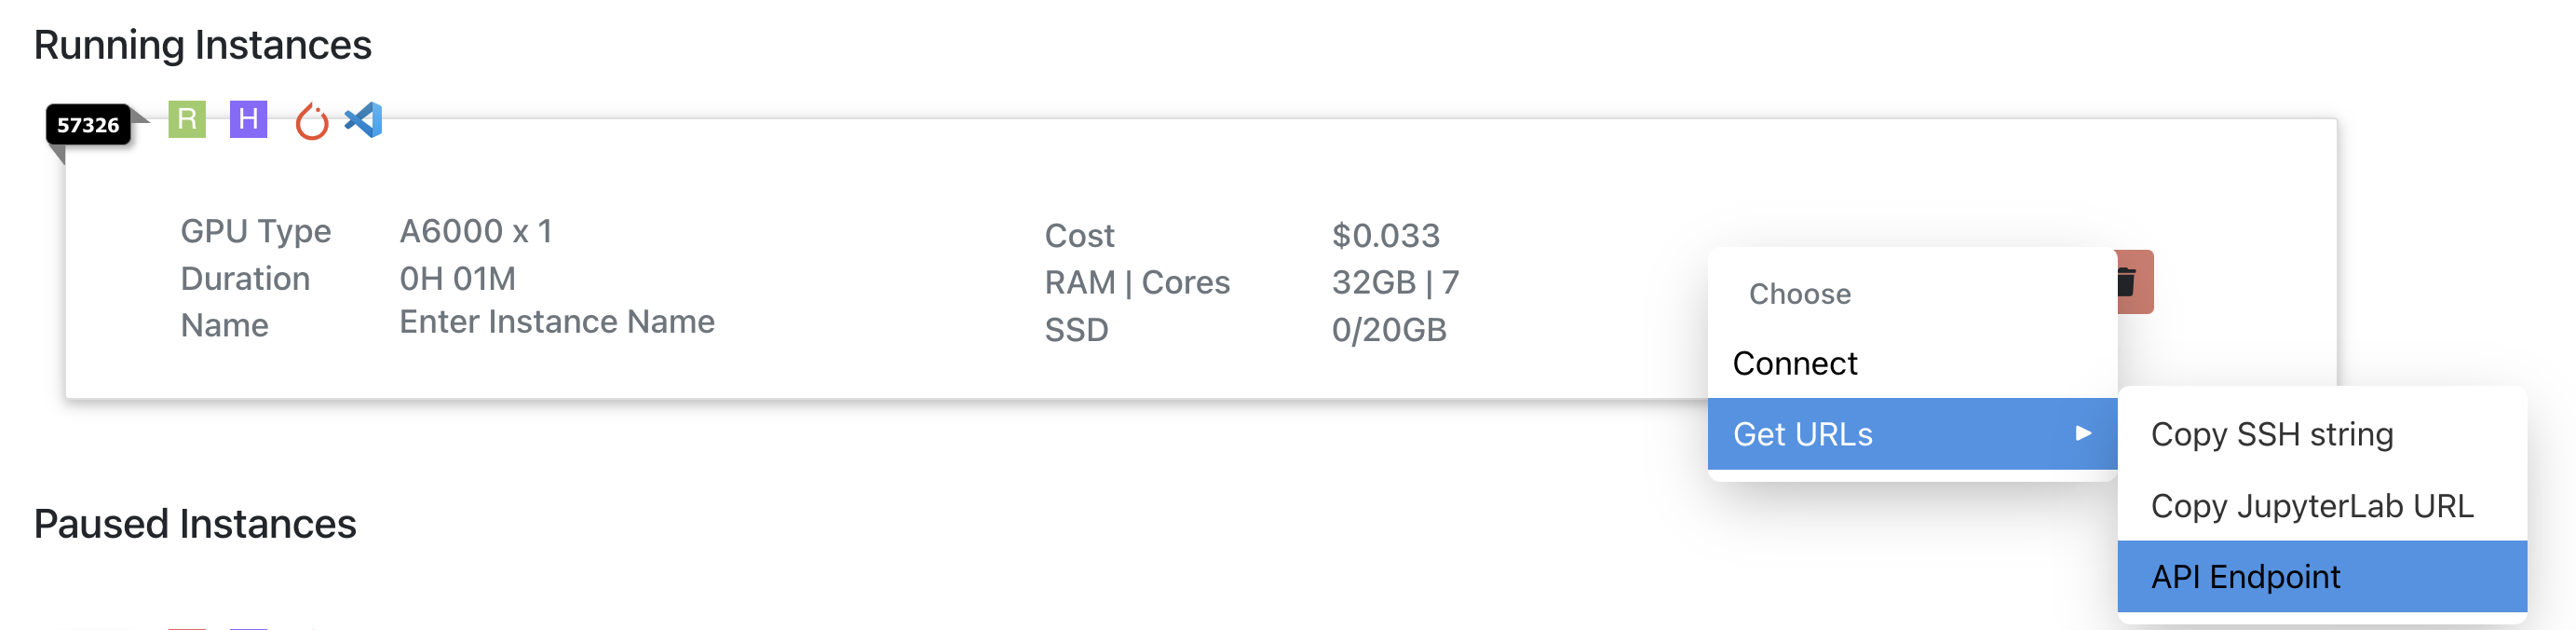 Running Instances
57326
R
H
GPU Type A6000 x 1
Duration 0H 01M
Name Enter Instance Name
Cost $0.033
RAM | Cores 32GB | 7
SSD 0/20GB
Choose
Connect
Get URLs
Copy SSH string
Copy JupyterLab URL
API Endpoint
Paused Instances